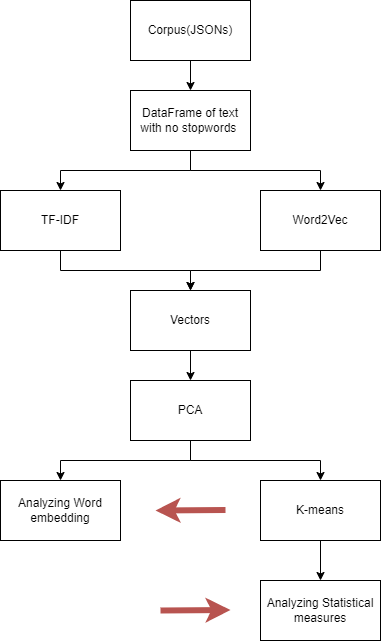 Corpus(JSONs)
DataFrame of text
with no stopwords
TF-IDF
Word2Vec
Vectors
PCA
Analyzing Word
embedding
K-means
Analyzing Statistical
measures